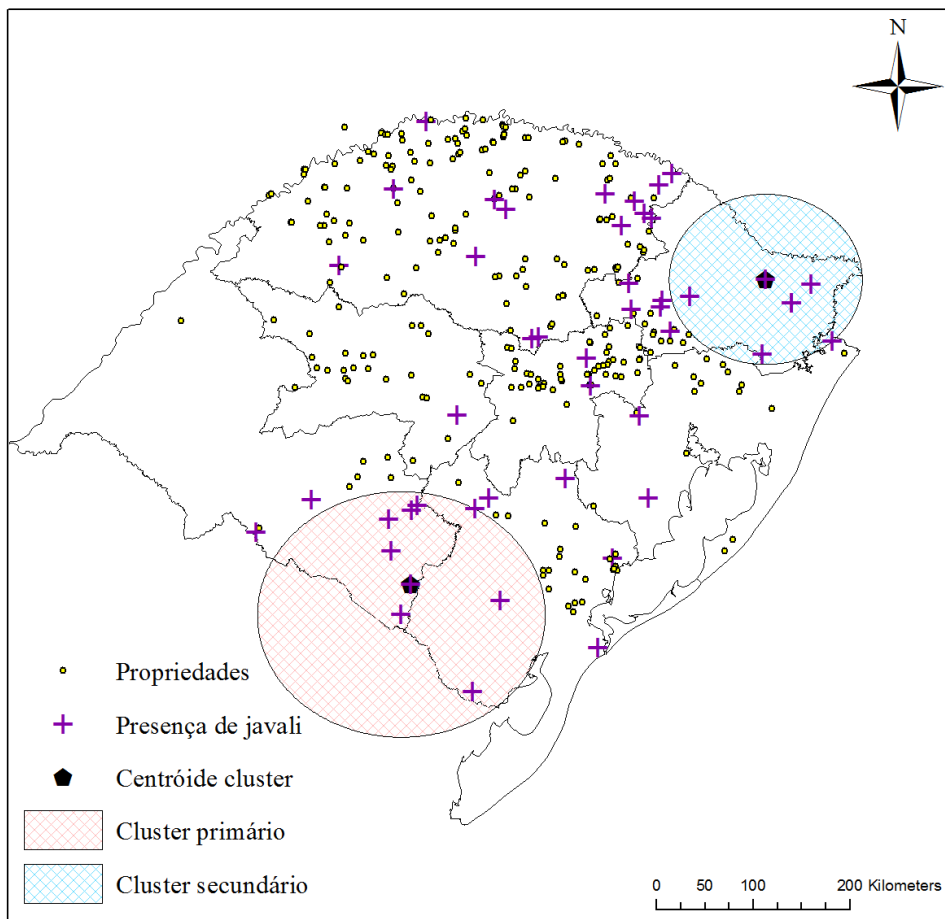 N
Propriedades
Presença de javali
Centróide cluster
Cluster primário
Cluster secundário
0 50 100 200 Kilometers